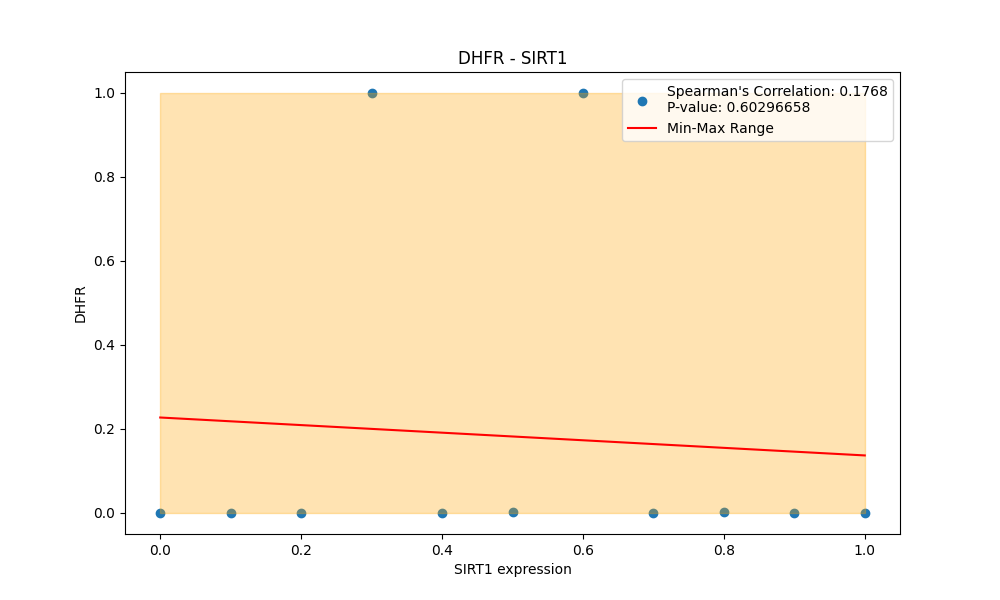 DHFR - SIRT1
Spearman's Correlation: 0.1768
P-value: 0.60296658
Min-Max Range
1.0
0.8
0.6
0.4
0.2
0.0
DHFR
0.0 0.2 0.4 0.6 0.8 1.0
SIRT1 expression